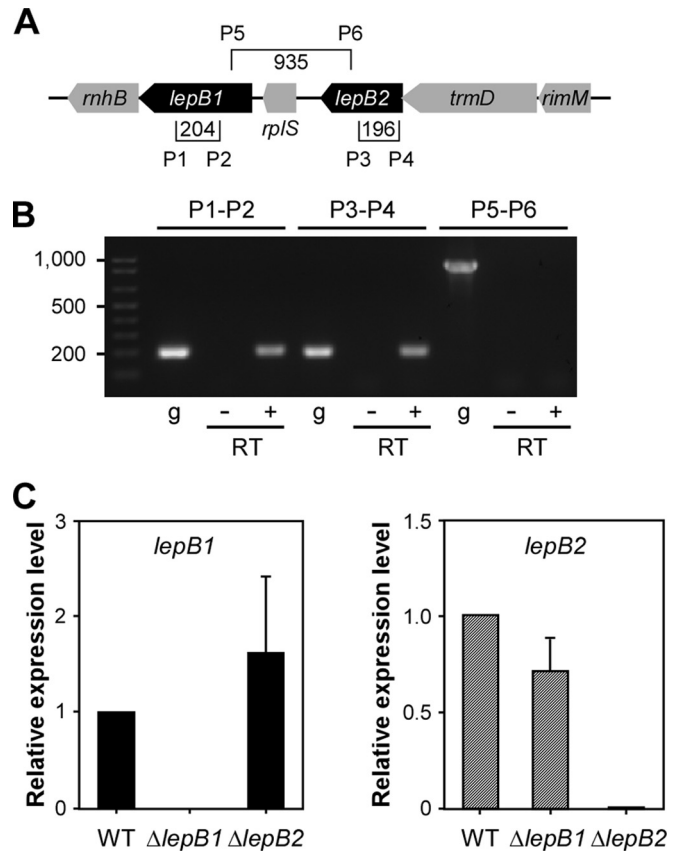 A
P5 P6
935
rnhB lepB1 rplS lepB2 trmD rimM
204 196
P1 P2 P3 P4
B
P1-P2 P3-P4 P5-P6
1,000
500
200
g - + g - + g - +
RT RT RT
C
Relative expression level
3
2
1
0
lepB1
WT ΔlepB1 ΔlepB2
Relative expression level
1.5
1.0
0.5
0
lepB2
WT ΔlepB1 ΔlepB2